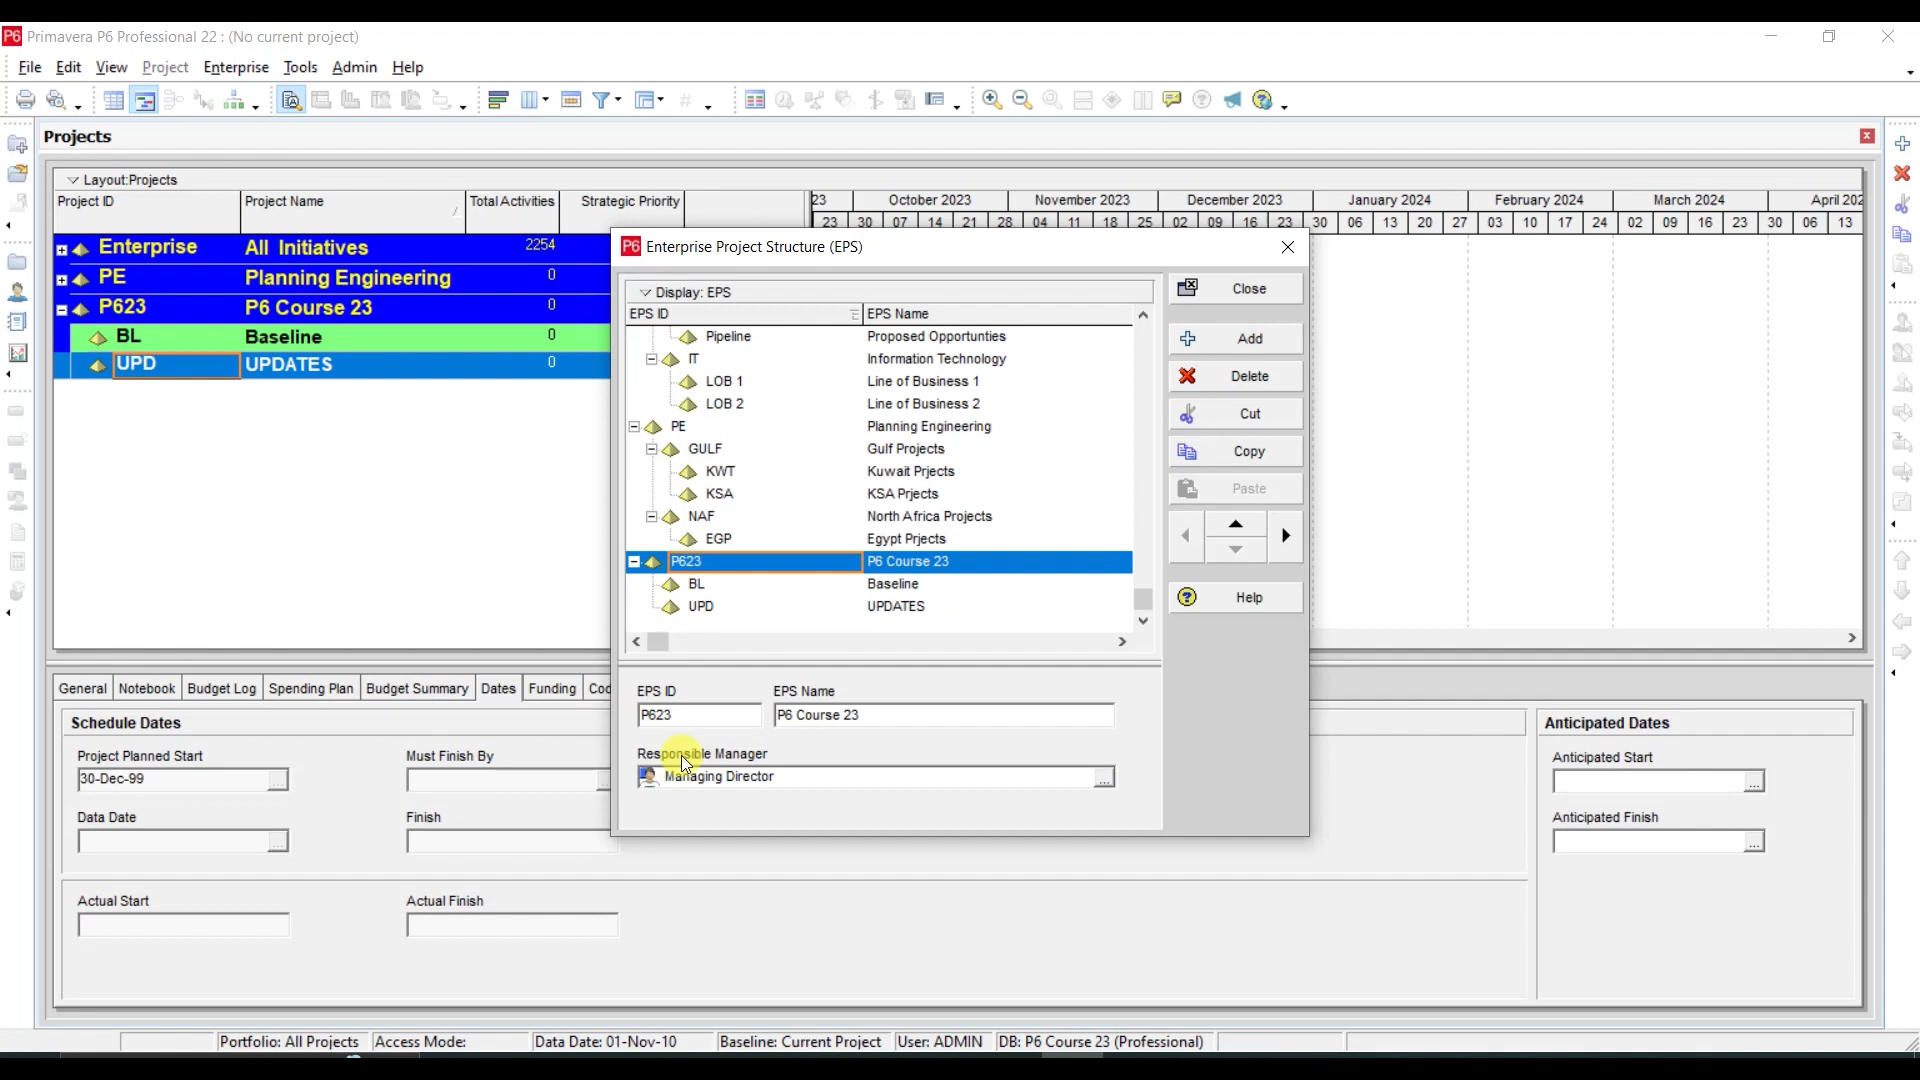 P6 Primavera P6 Professional 22 : (No current project)
File Edit View Project Enterprise Tools Admin Help
Projects
Layout:Projects
Project ID Project Name Total Activities Strategic Priority
23 October 2023 November 2023 December 2023 January 2024 February 2024 March 2024 April 202
23 30 07 14 21 28 04 11 18 25 02 09 16 23 30 06 13 20 27 03 10 17 24 02 09 16 23 30 06 13
Enterprise All Initiatives 2254
PE Planning Engineering 0
P623 P6 Course 23 0
BL Baseline 0
UPD UPDATES 0
P6 Enterprise Project Structure (EPS)
Display: EPS
EPS ID EPS Name
Pipeline Proposed Opportunties
IT Information Technology
LOB 1 Line of Business 1
LOB 2 Line of Business 2
PE Planning Engineering
GULF Gulf Projects
KWT Kuwait Prjects
KSA KSA Prjects
NAF North Africa Projects
EGP Egypt Prjects
P623 P6 Course 23
BL Baseline
UPD UPDATES
Close
Add
Delete
Cut
Copy
Paste
Help
EPS ID EPS Name
P623 P6 Course 23
Responsible Manager
Managing Director
General Notebook Budget Log Spending Plan Budget Summary Dates Funding Cod
Schedule Dates
Project Planned Start Must Finish By
30-Dec-99
Data Date Finish
Actual Start Actual Finish
Anticipated Dates
Anticipated Start
Anticipated Finish
Portfolio: All Projects Access Mode: Data Date: 01-Nov-10 Baseline: Current Project User: ADMIN DB: P6 Course 23 (Professional)